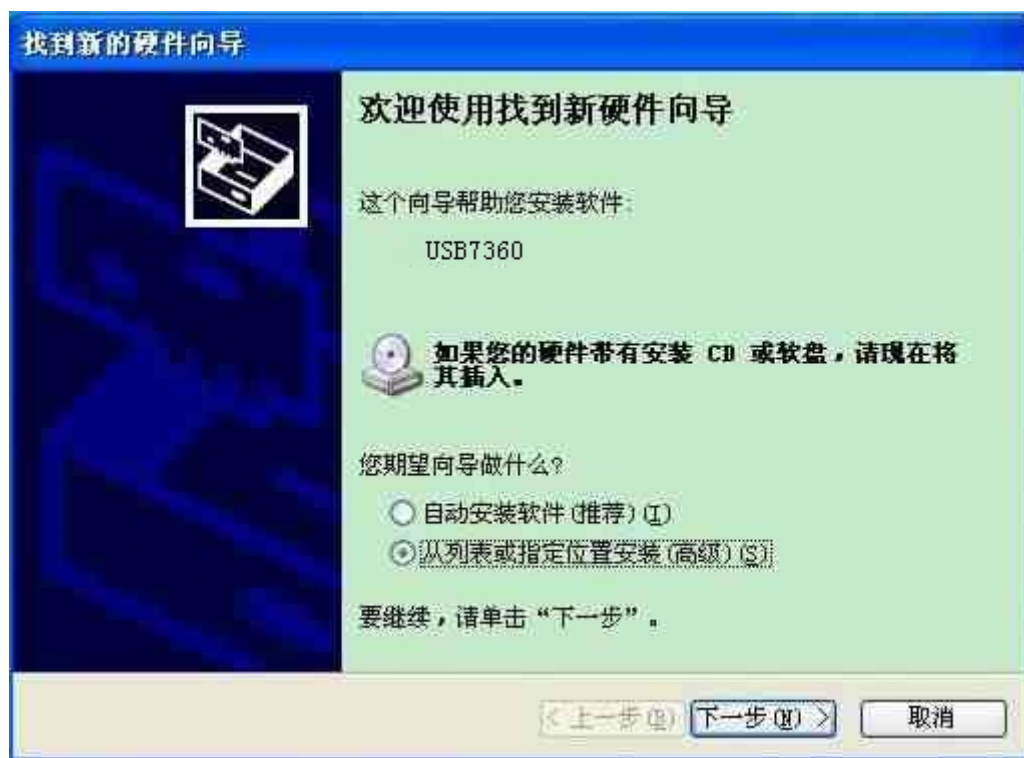 找到新的硬件向导
欢迎使用找到新硬件向导
这个向导帮助您安装软件:
USB7360
如果您的硬件带有安装 CD 或软盘，请现在将
其插入。
您期望向导做什么?
自动安装软件(推荐)(I)
从列表或指定位置安装(高级)(S)
要继续，请单击“下一步”。
< 上一步(B) 下一步(N) > 取消